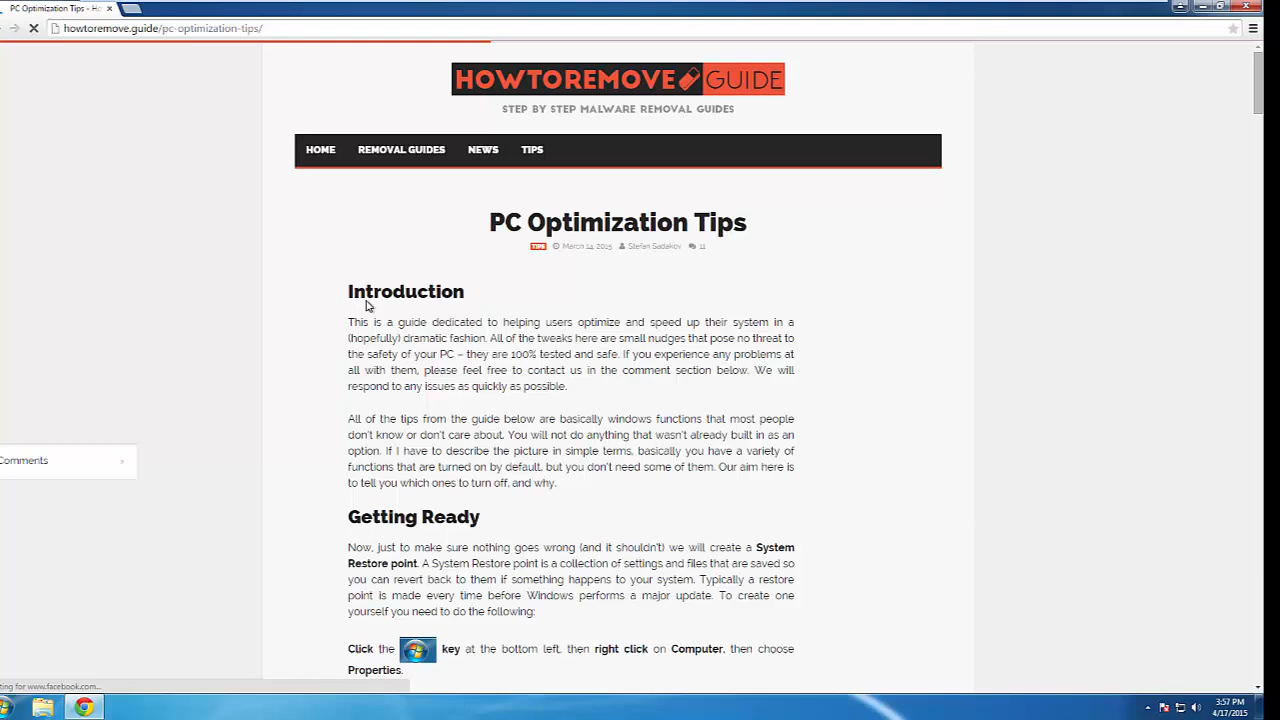 PC Optimization Tips - Ho
howtoremove.guide/pc-optimization-tips/
HOWTOREMOVE GUIDE
STEP BY STEP MALWARE REMOVAL GUIDES
HOME REMOVAL GUIDES NEWS TIPS
PC Optimization Tips
TIPS March 14, 2015 Stefan Sadakov 11
Introduction
This is a guide dedicated to helping users optimize and speed up their system in a
(hopefully) dramatic fashion. All of the tweaks here are small nudges that pose no threat to
the safety of your PC – they are 100% tested and safe. If you experience any problems at
all with them, please feel free to contact us in the comment section below. We will
respond to any issues as quickly as possible.
All of the tips from the guide below are basically windows functions that most people
don't know or don't care about. You will not do anything that wasn't already built in as an
option. If I have to describe the picture in simple terms, basically you have a variety of
functions that are turned on by default, but you don't need some of them. Our aim here is
to tell you which ones to turn off, and why.
Comments
Getting Ready
Now, just to make sure nothing goes wrong (and it shouldn't) we will create a System
Restore point. A System Restore point is a collection of settings and files that are saved so
you can revert back to them if something happens to your system. Typically a restore
point is made every time before Windows performs a major update. To create one
yourself you need to do the following:
Click the key at the bottom left, then right click on Computer, then choose
Properties.
ting for www.facebook.com...
3:57 PM
4/17/2015